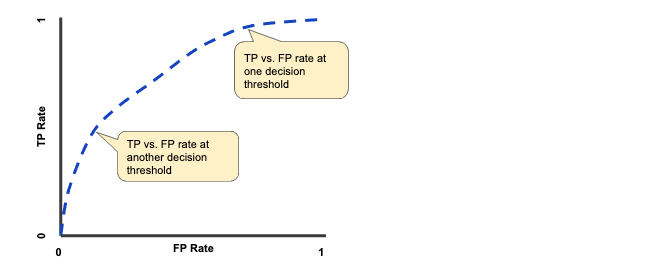 1
TP vs. FP rate at
one decision
threshold
TP Rate
TP vs. FP rate at
another decision
threshold
0
0
FP Rate
1